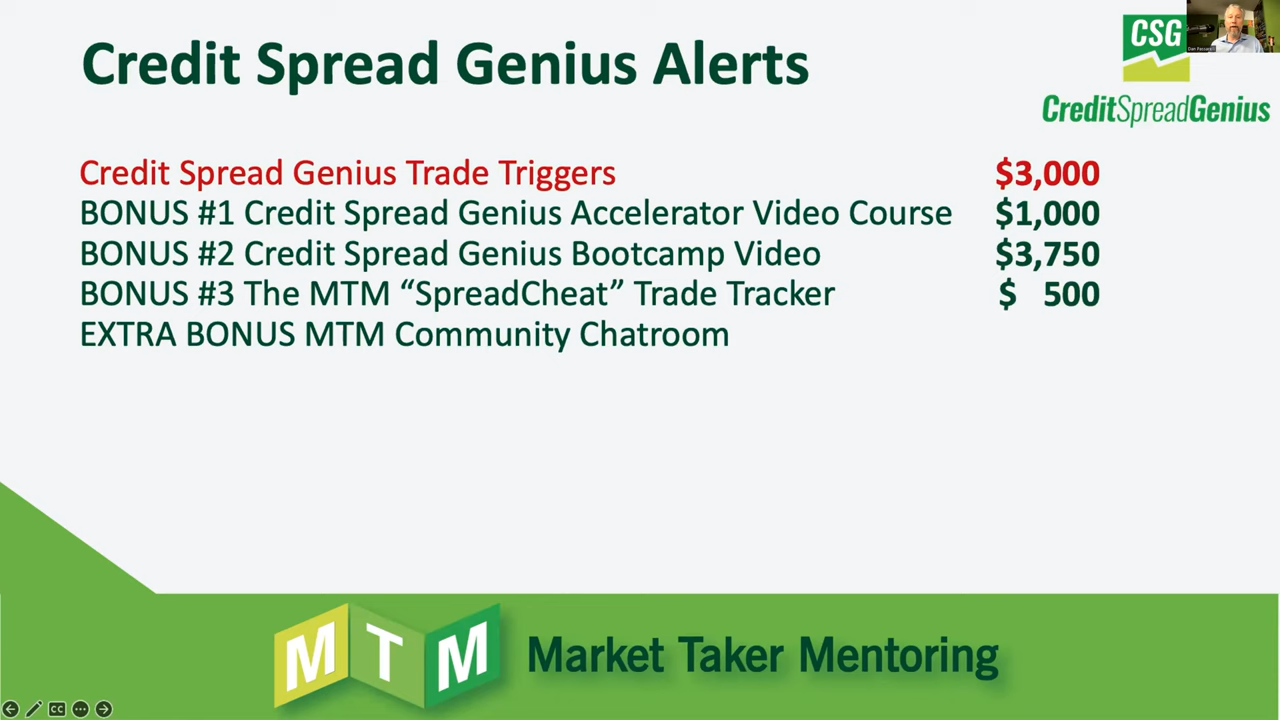 Credit Spread Genius Alerts
CSG
CreditSpreadGenius
Credit Spread Genius Trade Triggers $3,000
BONUS #1 Credit Spread Genius Accelerator Video Course $1,000
BONUS #2 Credit Spread Genius Bootcamp Video $3,750
BONUS #3 The MTM “SpreadCheat” Trade Tracker $ 500
EXTRA BONUS MTM Community Chatroom
MTM Market Taker Mentoring
CC